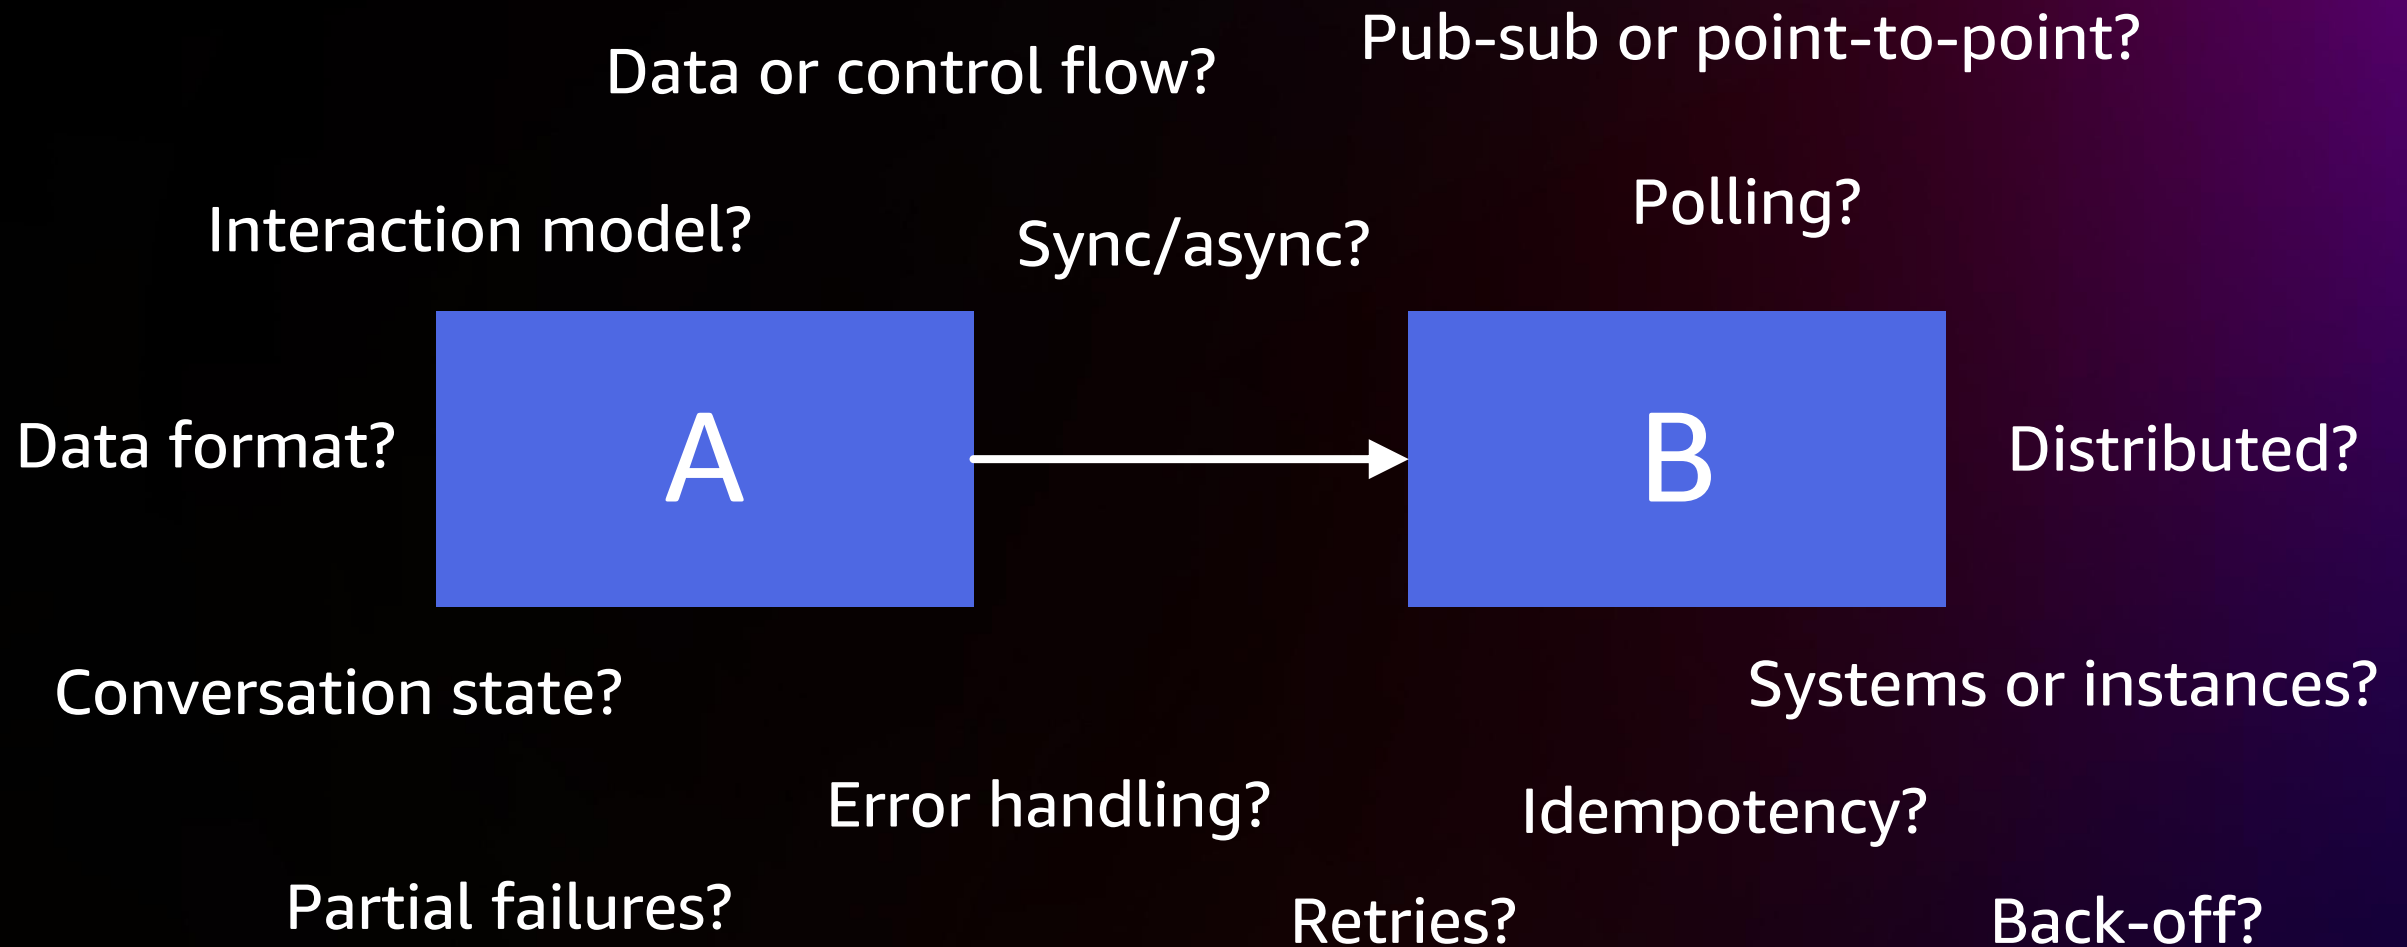 Pub-sub or point-to-point?
Data or control flow?
Polling?
Interaction model?
Sync/async?
Data format?
A
B
Distributed?
Conversation state?
Systems or instances?
Error handling?
Idempotency?
Partial failures?
Retries?
Back-off?